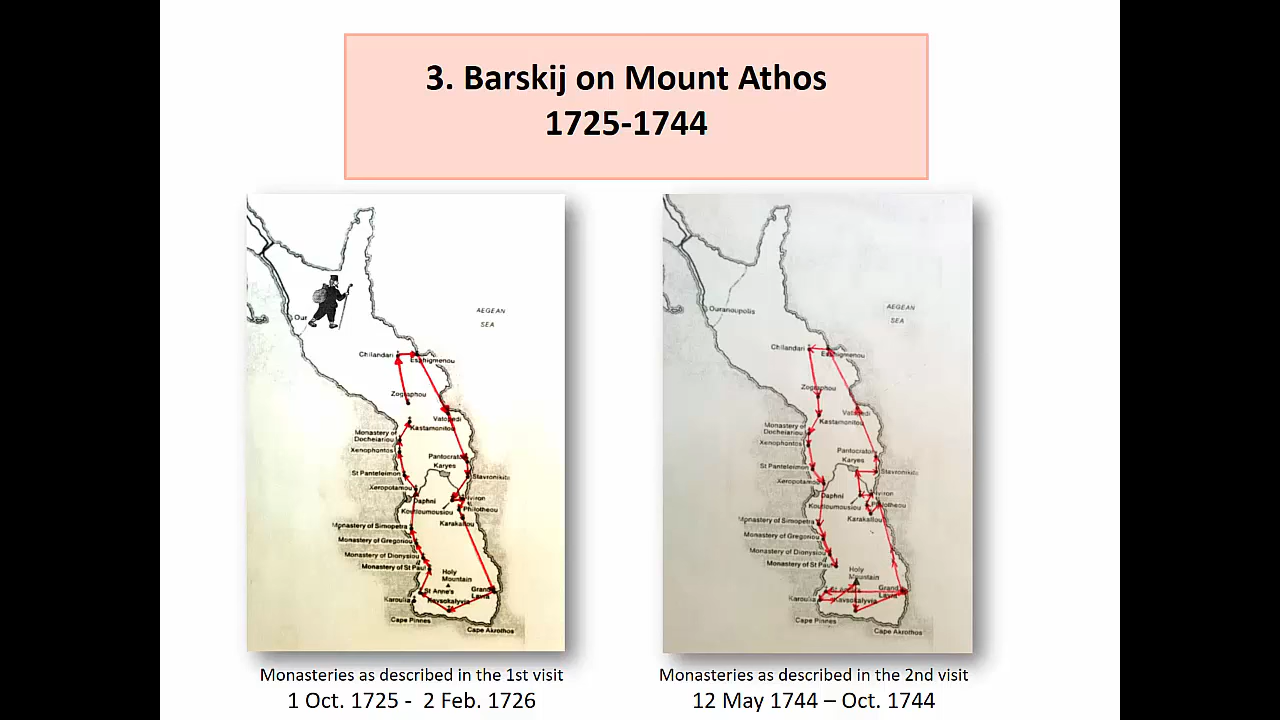 3. Barskij on Mount Athos
1725-1744
AEGEAN
SEA
Our
Chilandari
Esphigmenou
Zographou
Vatopedi
Kastamonitou
Monastery of
Docheiariou
Xenophontos
Pantocrator
Karyes
St Panteleimon
Stavronikita
Xeropotamou
Iviron
Daphni
Koutloumousiou
Philotheou
Karakallou
Monastery of Simopetra
Monastery of Gregoriou
Monastery of Dionysiou
Monastery of St Paul
Holy
Mountain
St Anne's
Grand
Lavra
Karoulia
Kavsokalyvia
Cape Pinnes
Cape Akrothos
Monasteries as described in the 1st visit
1 Oct. 1725 - 2 Feb. 1726
AEGEAN
SEA
Ouranoupolis
Chilandari
Esphigmenou
Zographou
Vatopedi
Kastamonitou
Monastery of
Docheiariou
Xenophontos
Pantocrator
Karyes
St Panteleimon
Stavronikita
Xeropotamou
Iviron
Daphni
Koutloumousiou
Philotheou
Karakallou
Monastery of Simopetra
Monastery of Gregoriou
Monastery of Dionysiou
Monastery of St Paul
Holy
Mountain
St Anne's
Grand
Lavra
Karoulia
Kavsokalyvia
Cape Pinnes
Cape Akrothos
Monasteries as described in the 2nd visit
12 May 1744 – Oct. 1744